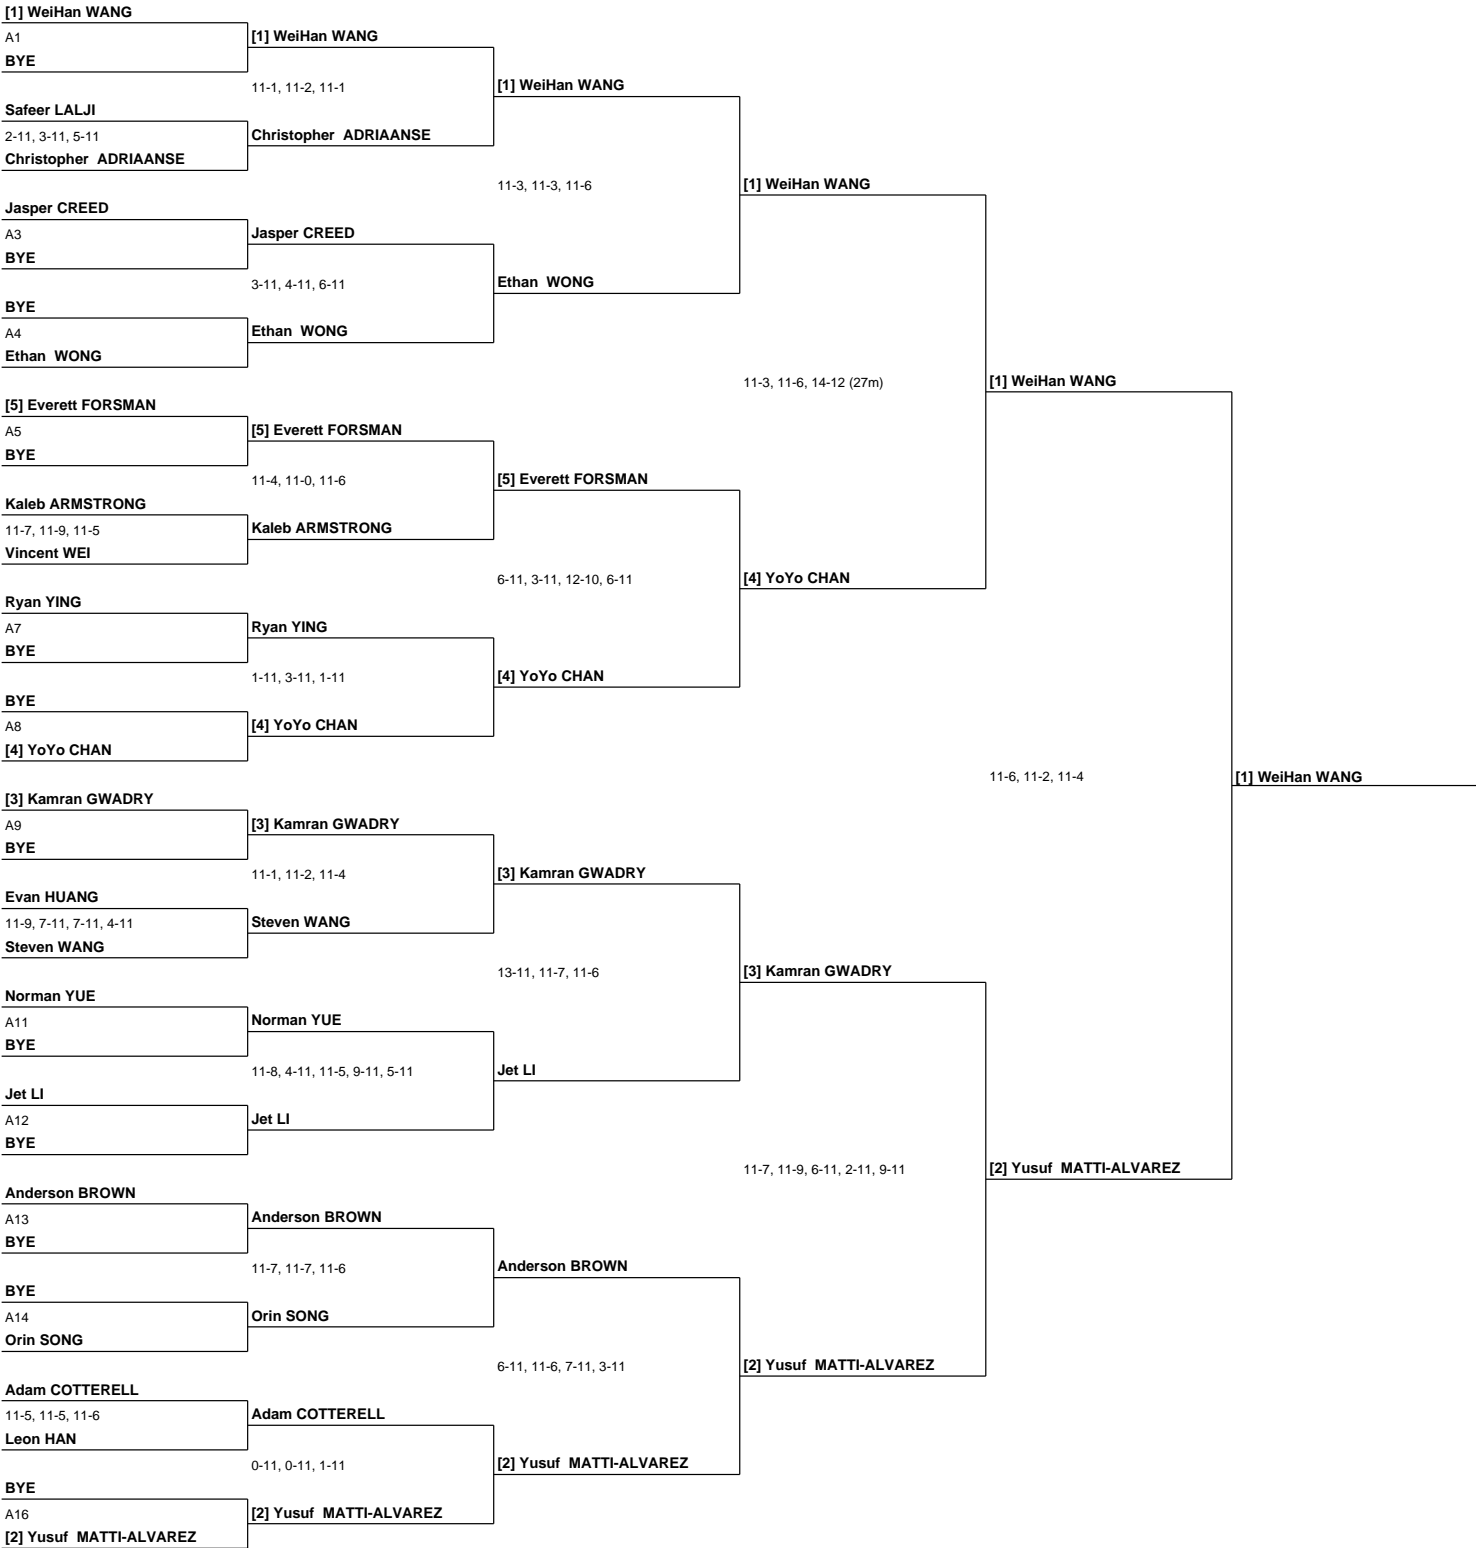 [1] WeiHan WANG
A1
[1] WeiHan WANG
BYE
11-1, 11-2, 11-1
[1] WeiHan WANG
Safeer LALJI
2-11, 3-11, 5-11
Christopher  ADRIAANSE
Christopher  ADRIAANSE
11-3, 11-3, 11-6
[1] WeiHan WANG
Jasper CREED
A3
Jasper CREED
BYE
3-11, 4-11, 6-11
Ethan  WONG
BYE
A4
Ethan  WONG
Ethan  WONG
11-3, 11-6, 14-12 (27m)
[1] WeiHan WANG
[5] Everett FORSMAN
A5
[5] Everett FORSMAN
BYE
11-4, 11-0, 11-6
[5] Everett FORSMAN
Kaleb ARMSTRONG
11-7, 11-9, 11-5
Kaleb ARMSTRONG
Vincent WEI
6-11, 3-11, 12-10, 6-11
[4] YoYo CHAN
Ryan YING
A7
Ryan YING
BYE
1-11, 3-11, 1-11
[4] YoYo CHAN
BYE
A8
[4] YoYo CHAN
[4] YoYo CHAN
11-6, 11-2, 11-4
[1] WeiHan WANG
[3] Kamran GWADRY
A9
[3] Kamran GWADRY
BYE
11-1, 11-2, 11-4
[3] Kamran GWADRY
Evan HUANG
11-9, 7-11, 7-11, 4-11
Steven WANG
Steven WANG
13-11, 11-7, 11-6
[3] Kamran GWADRY
Norman YUE
A11
Norman YUE
BYE
11-8, 4-11, 11-5, 9-11, 5-11
Jet LI
Jet LI
A12
Jet LI
BYE
11-7, 11-9, 6-11, 2-11, 9-11
[2] Yusuf  MATTI-ALVAREZ
Anderson BROWN
A13
Anderson BROWN
BYE
11-7, 11-7, 11-6
Anderson BROWN
BYE
A14
Orin SONG
Orin SONG
6-11, 11-6, 7-11, 3-11
[2] Yusuf  MATTI-ALVAREZ
Adam COTTERELL
11-5, 11-5, 11-6
Adam COTTERELL
Leon HAN
0-11, 0-11, 1-11
[2] Yusuf  MATTI-ALVAREZ
BYE
A16
[2] Yusuf  MATTI-ALVAREZ
[2] Yusuf  MATTI-ALVAREZ